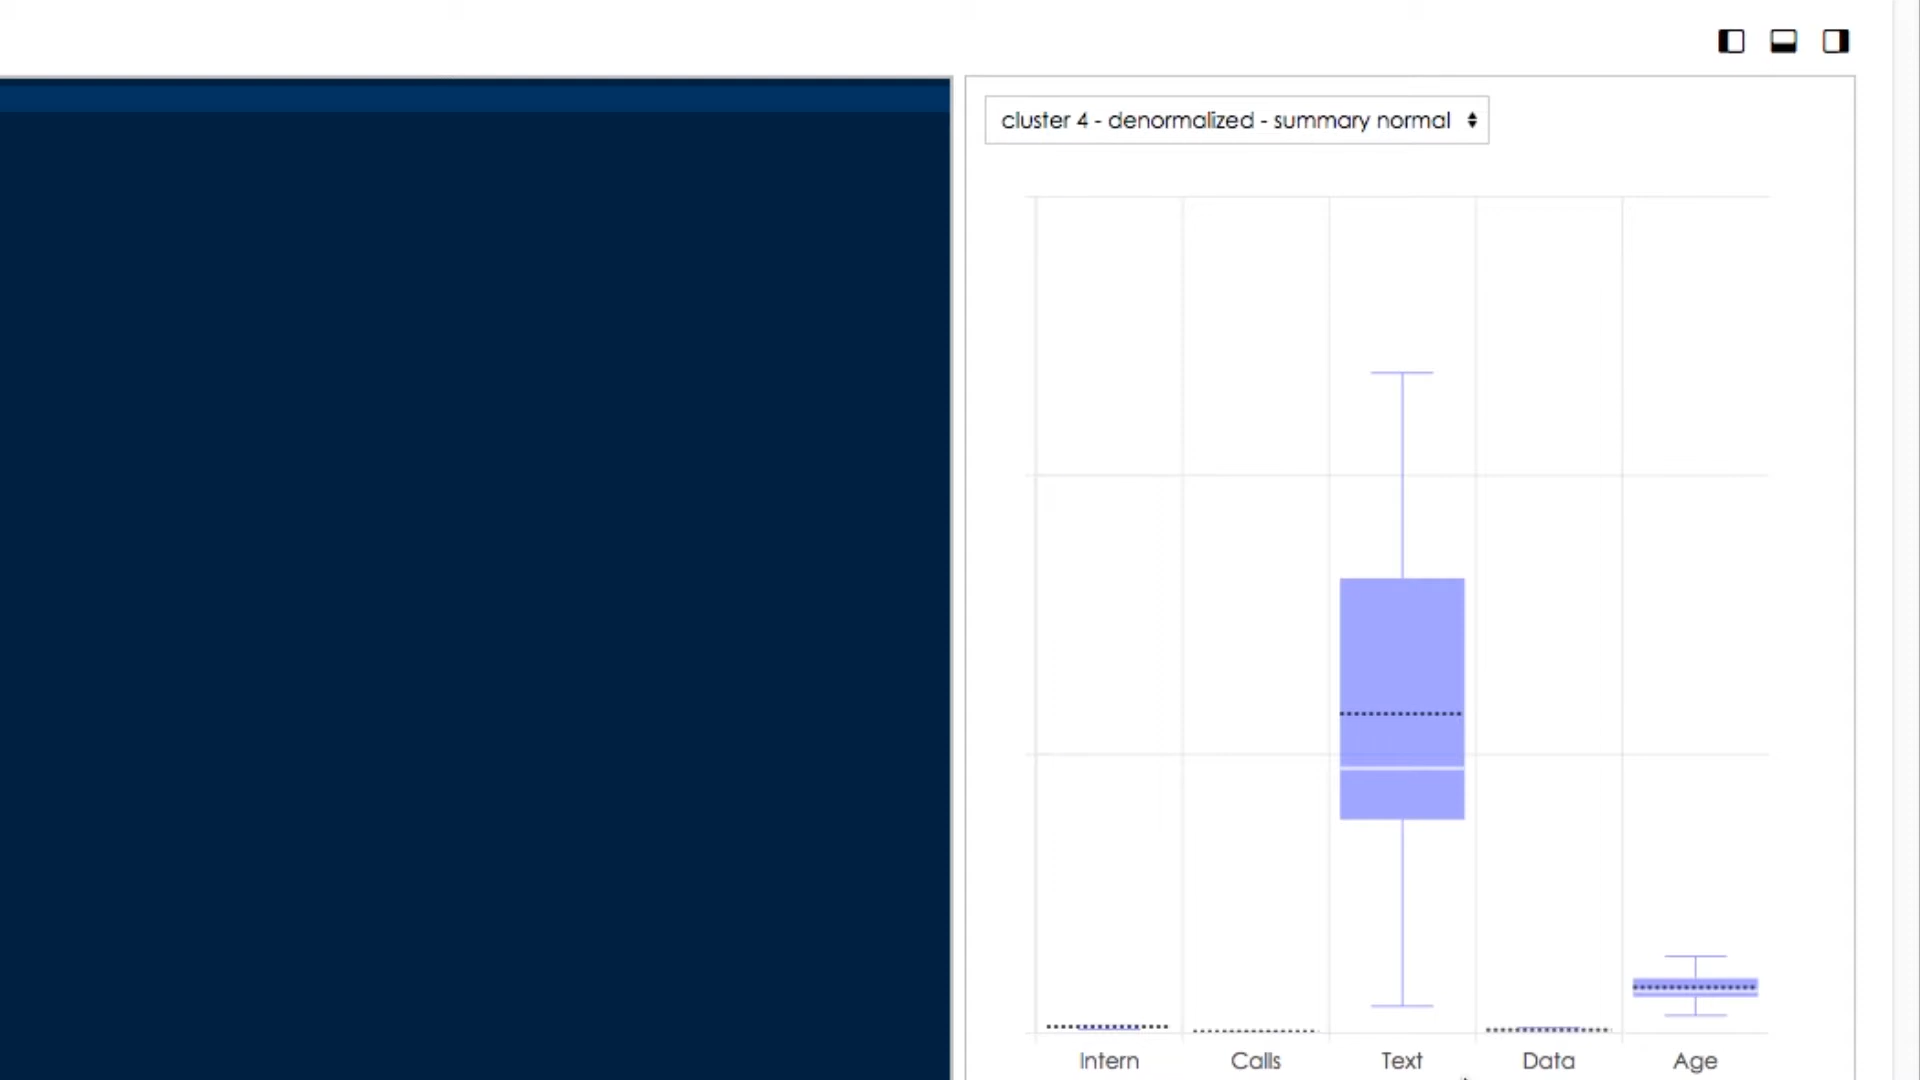 cluster 4 - denormalized - summary normal
Intern
Calls
Text
Data
Age